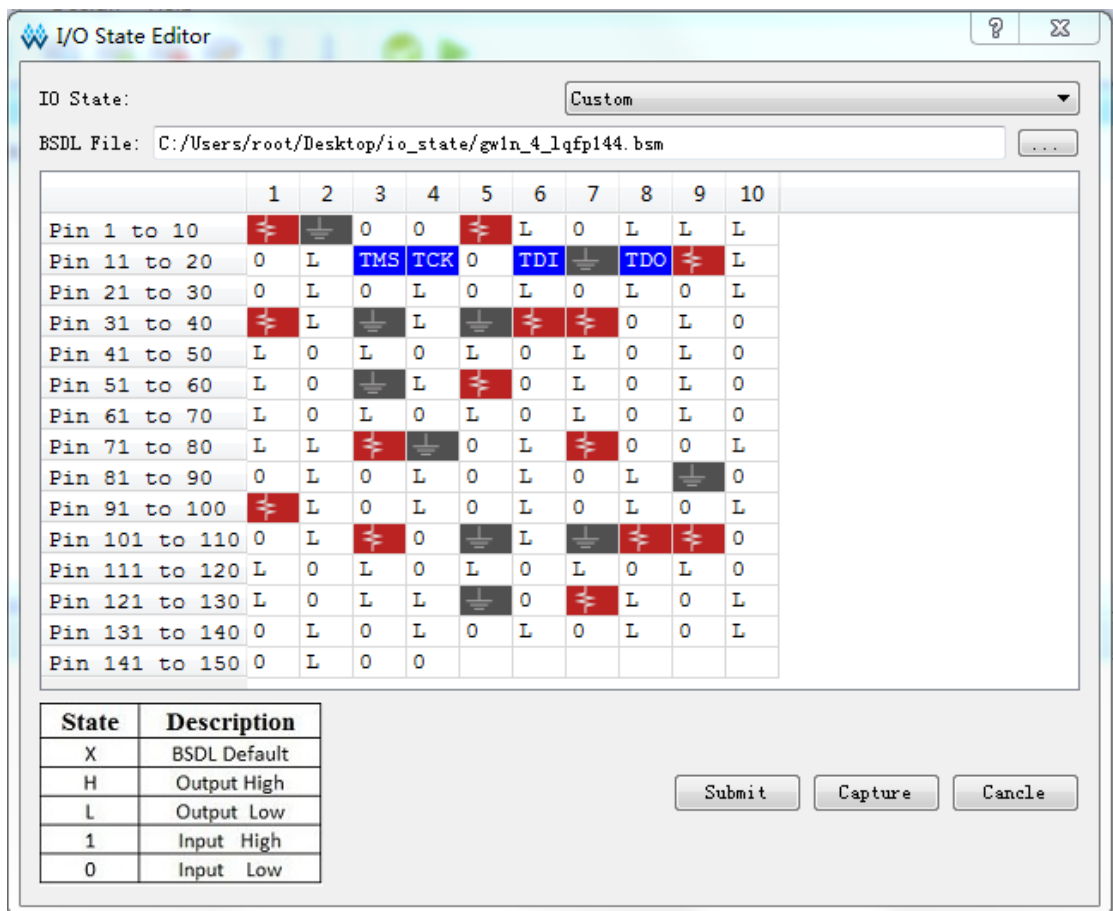 I/O State Editor
IO State: Custom
BSDL File: C:/Users/root/Desktop/io_state/gw1n_4_lqfp144.bsm ...
1 2 3 4 5 6 7 8 9 10
Pin 1 to 10 0 0 L 0 L L L
Pin 11 to 20 0 L TMS TCK 0 TDI TDO L
Pin 21 to 30 0 L 0 L 0 L 0 L 0 L
Pin 31 to 40 L L 0 L 0
Pin 41 to 50 L 0 L 0 L 0 L 0 L 0
Pin 51 to 60 L 0 L 0 L 0 L 0
Pin 61 to 70 L 0 L 0 L 0 L 0 L 0
Pin 71 to 80 L L 0 L 0 0 L
Pin 81 to 90 0 L 0 L 0 L 0 L 0
Pin 91 to 100 L 0 L 0 L 0 L 0 L
Pin 101 to 110 0 L 0 L 0
Pin 111 to 120 L 0 L 0 L 0 L 0 L 0
Pin 121 to 130 L 0 L L 0 L 0 L
Pin 131 to 140 0 L 0 L 0 L 0 L 0 L
Pin 141 to 150 0 L 0 0
State Description
X BSDL Default
H Output High
L Output Low
1 Input High
0 Input Low
Submit Capture Cancle